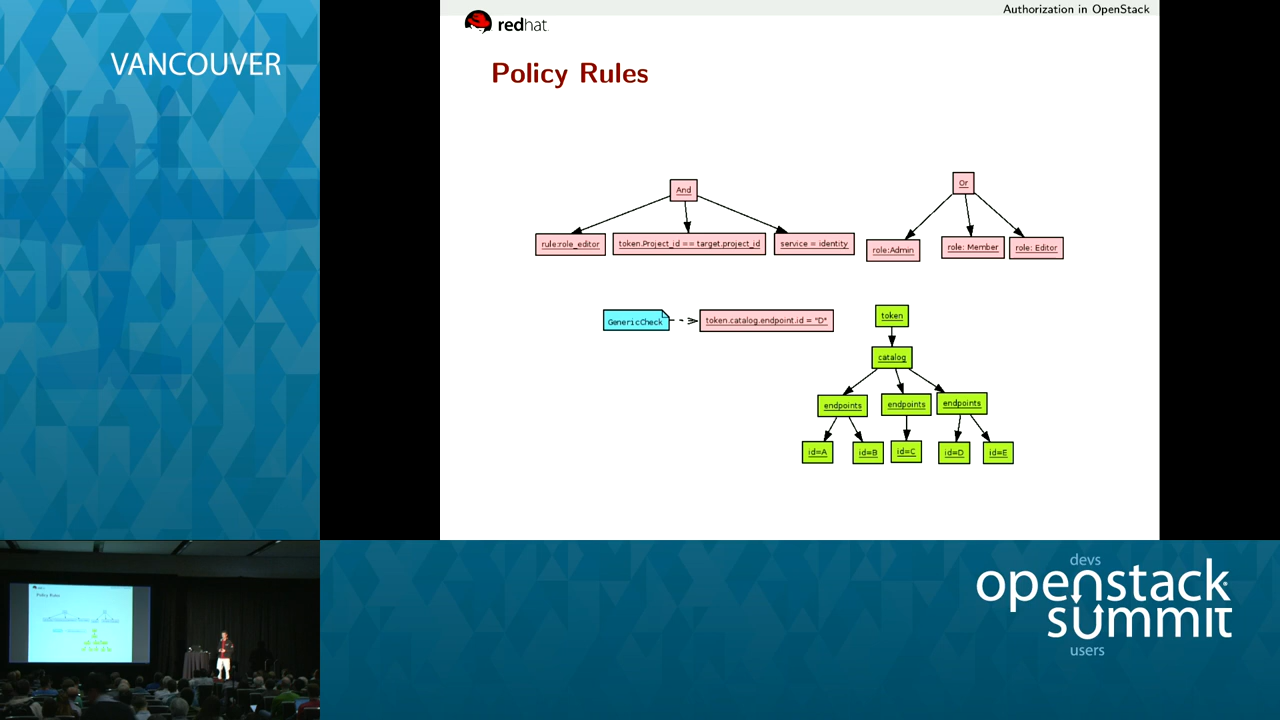 VANCOUVER
Authorization in OpenStack
redhat.
Policy Rules
And
Or
rule:role_editor
token.Project_id == target.project_id
service = identity
role:Admin
role: Member
role: Editor
GenericCheck
token.catalog.endpoint.id = "D"
token
catalog
endpoints
endpoints
endpoints
id=A
id=B
id=C
id=D
id=E
Policy Rules
devs
openstack
summit
users